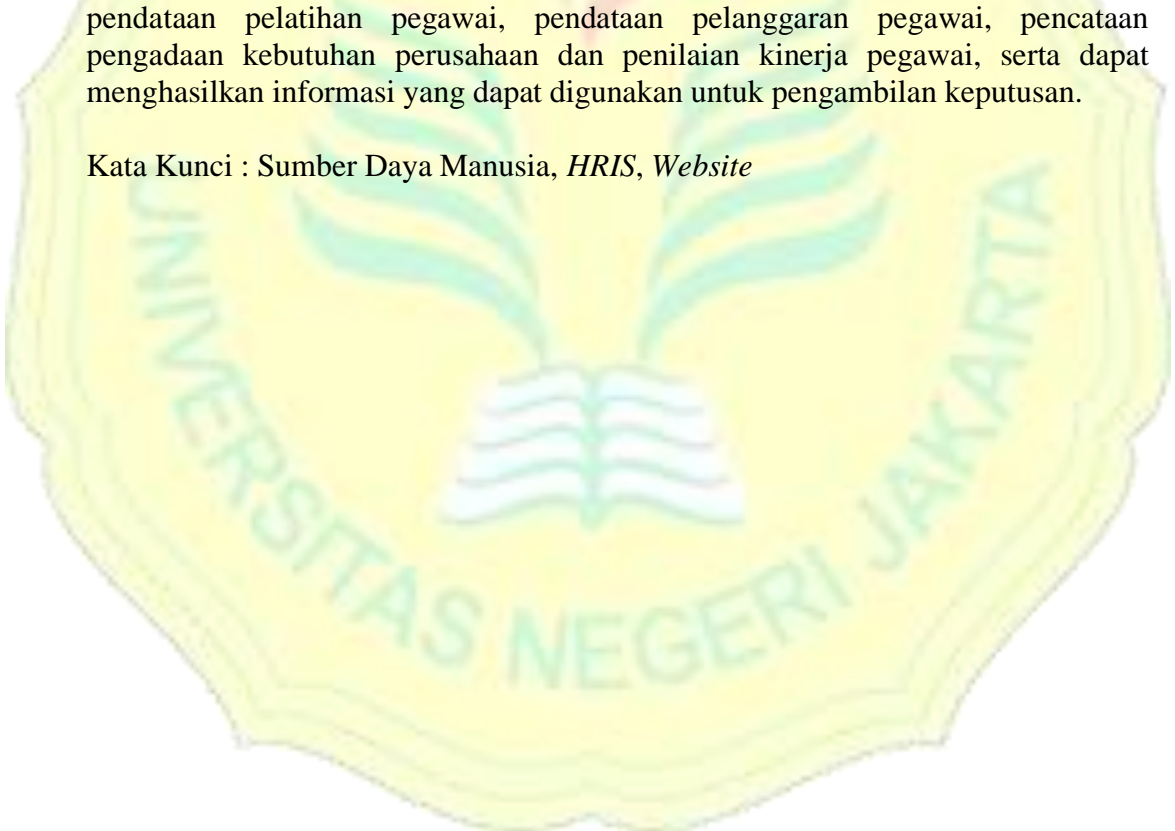 pendataan pelatihan pegawai, pendataan pelanggaran pegawai, pencataan
pengadaan kebutuhan perusahaan dan penilaian kinerja pegawai, serta dapat
menghasilkan informasi yang dapat digunakan untuk pengambilan keputusan.
Kata Kunci : Sumber Daya Manusia, HRIS, Website
UNIVERSITAS NEGERI JAKARTA